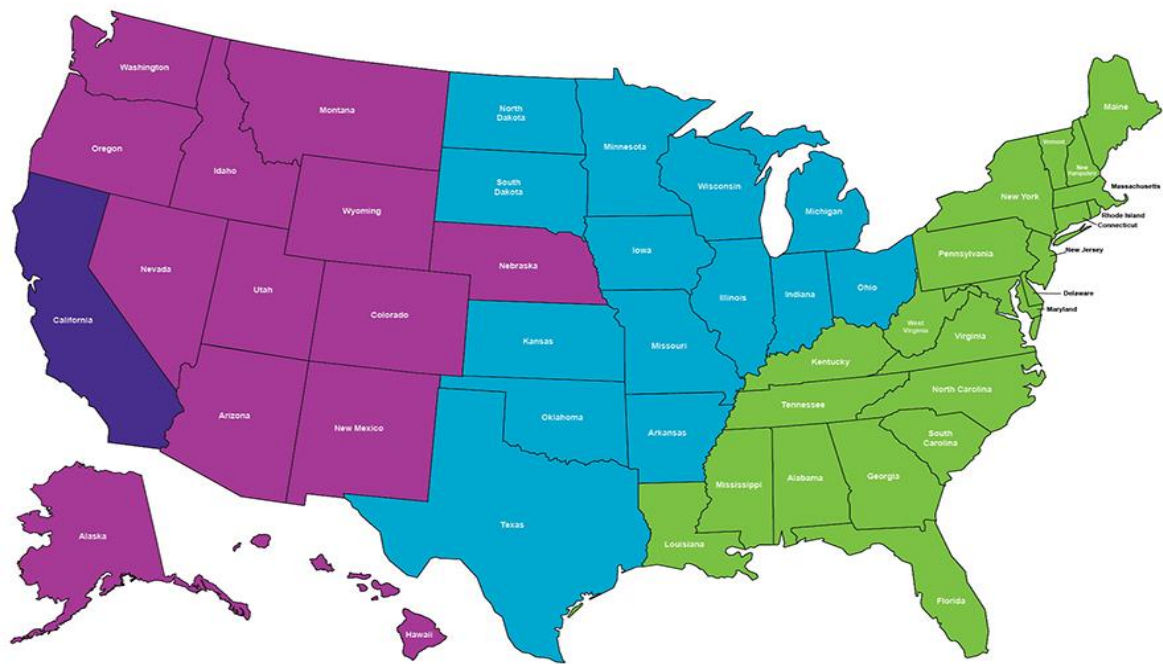 Washington
Montana
North
Dakota
Minnesota
Maine
Oregon
Idaho
Vermont
New
Hampshire
Wisconsin
South
Dakota
Massachusetts
New York
Wyoming
Michigan
Rhode Island
Connecticut
Iowa
New Jersey
Pennsylvania
Nebraska
Nevada
Utah
Illinois
Indiana
Ohio
Delaware
Maryland
California
Colorado
West
Virginia
Virginia
Kansas
Missouri
Kentucky
North Carolina
Tennessee
Arizona
New Mexico
Oklahoma
Arkansas
South
Carolina
Mississippi
Alabama
Georgia
Texas
Alaska
Louisiana
Florida
Hawaii